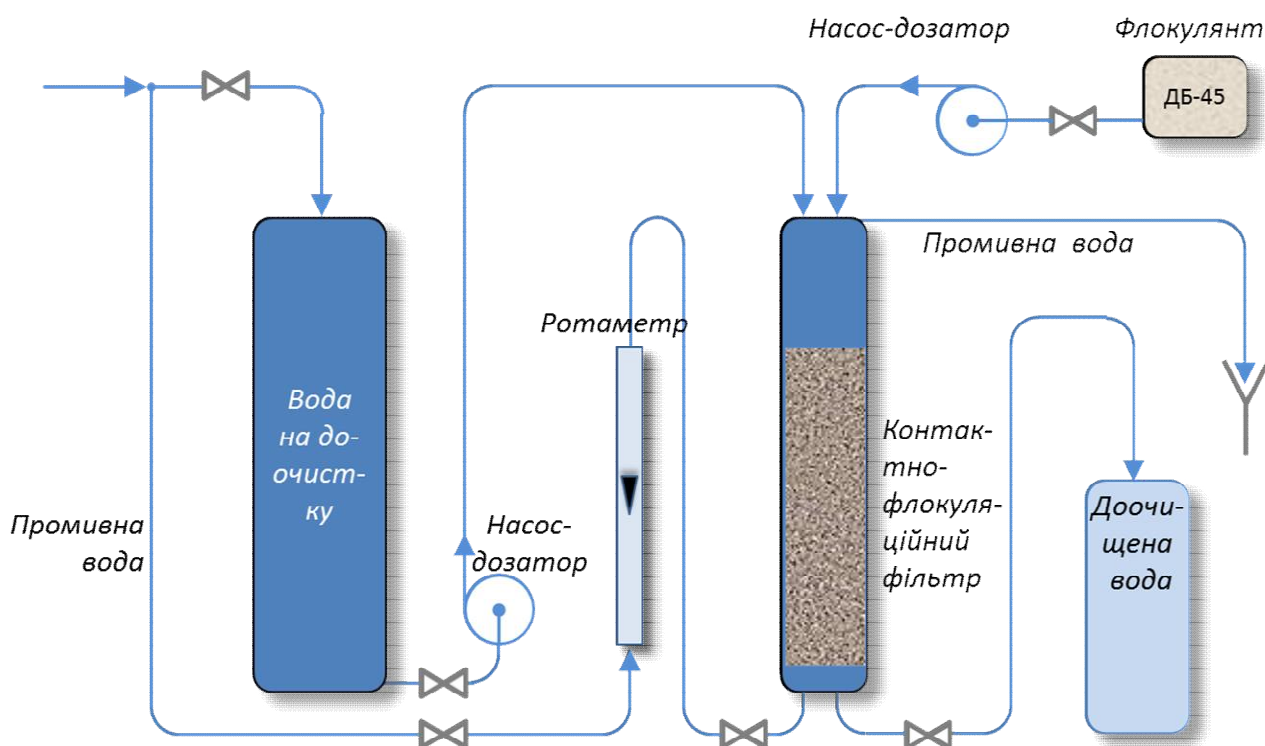 Насос-дозатор
Флокулянт
ДБ-45
Промивна вода
Ротаметр
Вода
на до-
очист-
ку
Контак-
тно-
флокуля-
ційний
фільтр
Доочи-
щена
вода
Промивна
вода
Насос-
дозатор